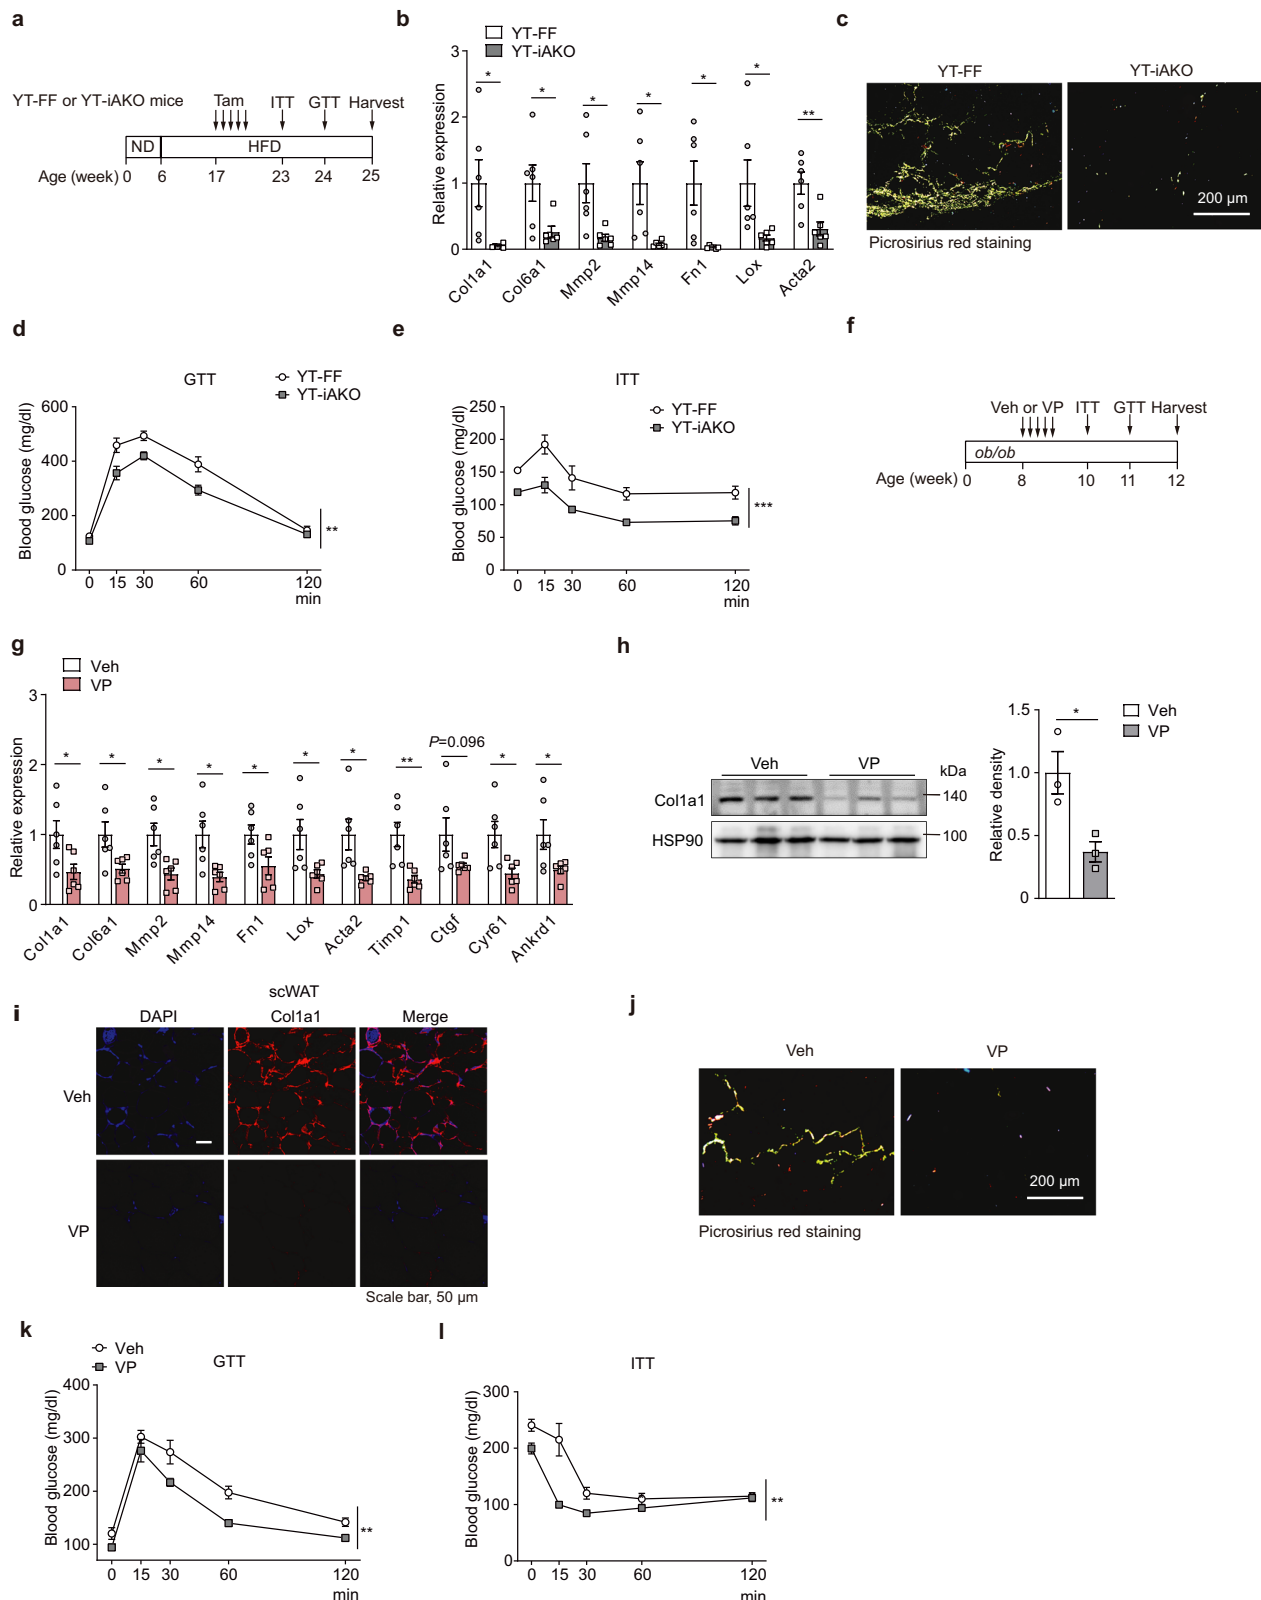 a
YT-FF or YT-iAKO mice
Tam
ITT
GTT
Harvest
ND
HFD
Age (week) 0 6 17 23 24 25
b
YT-FF
YT-iAKO
Relative expression
3
2
1
0
* * * * * * **
Col1a1 Col6a1 Mmp2 Mmp14 Fn1 Lox Acta2
c
YT-FF YT-iAKO
200 µm
Picrosirius red staining
d
GTT
YT-FF
YT-iAKO
Blood glucose (mg/dl)
600
400
200
0
**
0 15 30 60 120
min
e
ITT
YT-FF
YT-iAKO
Blood glucose (mg/dl)
250
200
150
100
50
0
***
0 15 30 60 120
min
f
Veh or VP ITT GTT Harvest
ob/ob
Age (week) 0 8 10 11 12
g
Veh
VP
Relative expression
3
2
1
0
* * * * * * * ** P=0.096 * *
Col1a1 Col6a1 Mmp2 Mmp14 Fn1 Lox Acta2 Timp1 Ctgf Cyr61 Ankrd1
h
Veh VP kDa
Col1a1 140
HSP90 100
Relative density
1.5
1.0
0.5
0
*
Veh
VP
i
scWAT
DAPI Col1a1 Merge
Veh
VP
Scale bar, 50 µm
j
Veh VP
200 µm
Picrosirius red staining
k
Veh
VP
GTT
Blood glucose (mg/dl)
400
300
200
100
**
0 15 30 60 120
min
l
ITT
Blood glucose (mg/dl)
300
200
100
0
**
0 15 30 60 120
min